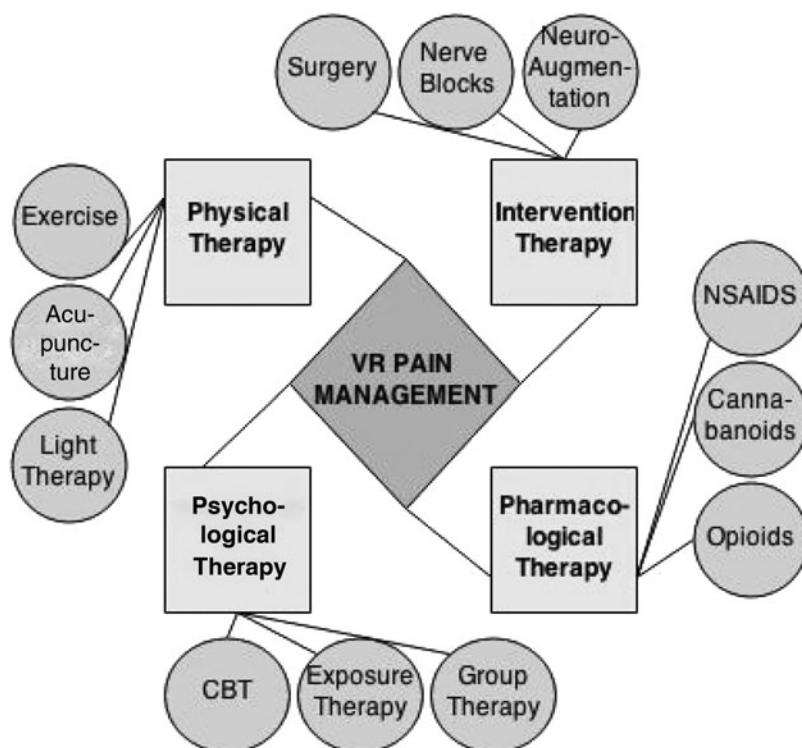 Surgery
Nerve
Blocks
Neuro-
Augmen-
tation
Physical
Therapy
Intervention
Therapy
Exercise
Acu-
punc-
ture
Light
Therapy
VR PAIN
MANAGEMENT
NSAIDS
Canna-
banoids
Opioids
Psycho-
logical
Therapy
Pharmaco-
logical
Therapy
CBT
Exposure
Therapy
Group
Therapy